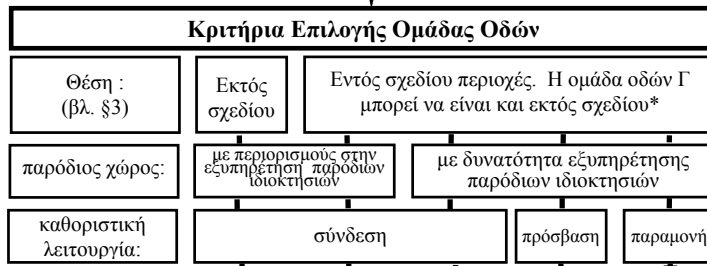 Κριτήρια Επιλογής Ομάδας Οδών
Θέση :
(βλ. §3)
Εκτός
σχεδίου
Εντός σχεδίου περιοχές. Η ομάδα οδών Γ
μπορεί να είναι και εκτός σχεδίου*
παρόδιος χώρος:
με περιορισμούς στην
εξυπηρέτηση παρόδιων
ιδιοκτησιών
με δυνατότητα εξυπηρέτησης
παρόδιων ιδιοκτησιών
καθοριστική
λειτουργία:
σύνδεση
πρόσβαση
παραμονή